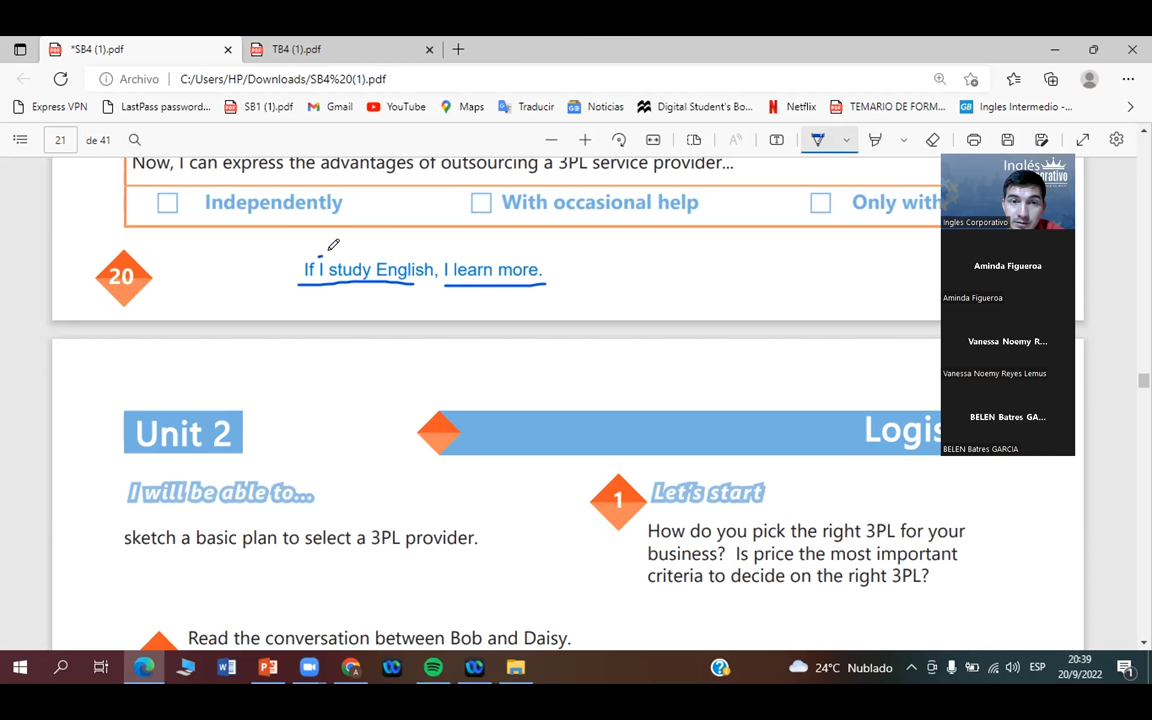 *SB4 (1).pdf
TB4 (1).pdf
Archivo
C:/Users/HP/Downloads/SB4%20(1).pdf
Express VPN
LastPass password...
SB1 (1).pdf
Gmail
YouTube
Maps
Traducir
Noticias
Digital Student's Bo...
Netflix
TEMARIO DE FORM...
Ingles Intermedio -...
21
de 41
Now, I can express the advantages of outsourcing a 3PL service provider...
Independently
With occasional help
Only with
20
If I study English, I learn more.
Inglés
Ingles Corporativo
Aminda Figueroa
Aminda Figueroa
Vanessa Noemy R...
Vanessa Noemy Reyes Lemus
BELEN Batres GA...
BELEN Batres GARCIA
Unit 2
Logis
I will be able to...
sketch a basic plan to select a 3PL provider.
1
Let's start
How do you pick the right 3PL for your
business? Is price the most important
criteria to decide on the right 3PL?
Read the conversation between Bob and Daisy.
24°C Nublado
ESP
20:39
20/9/2022
1